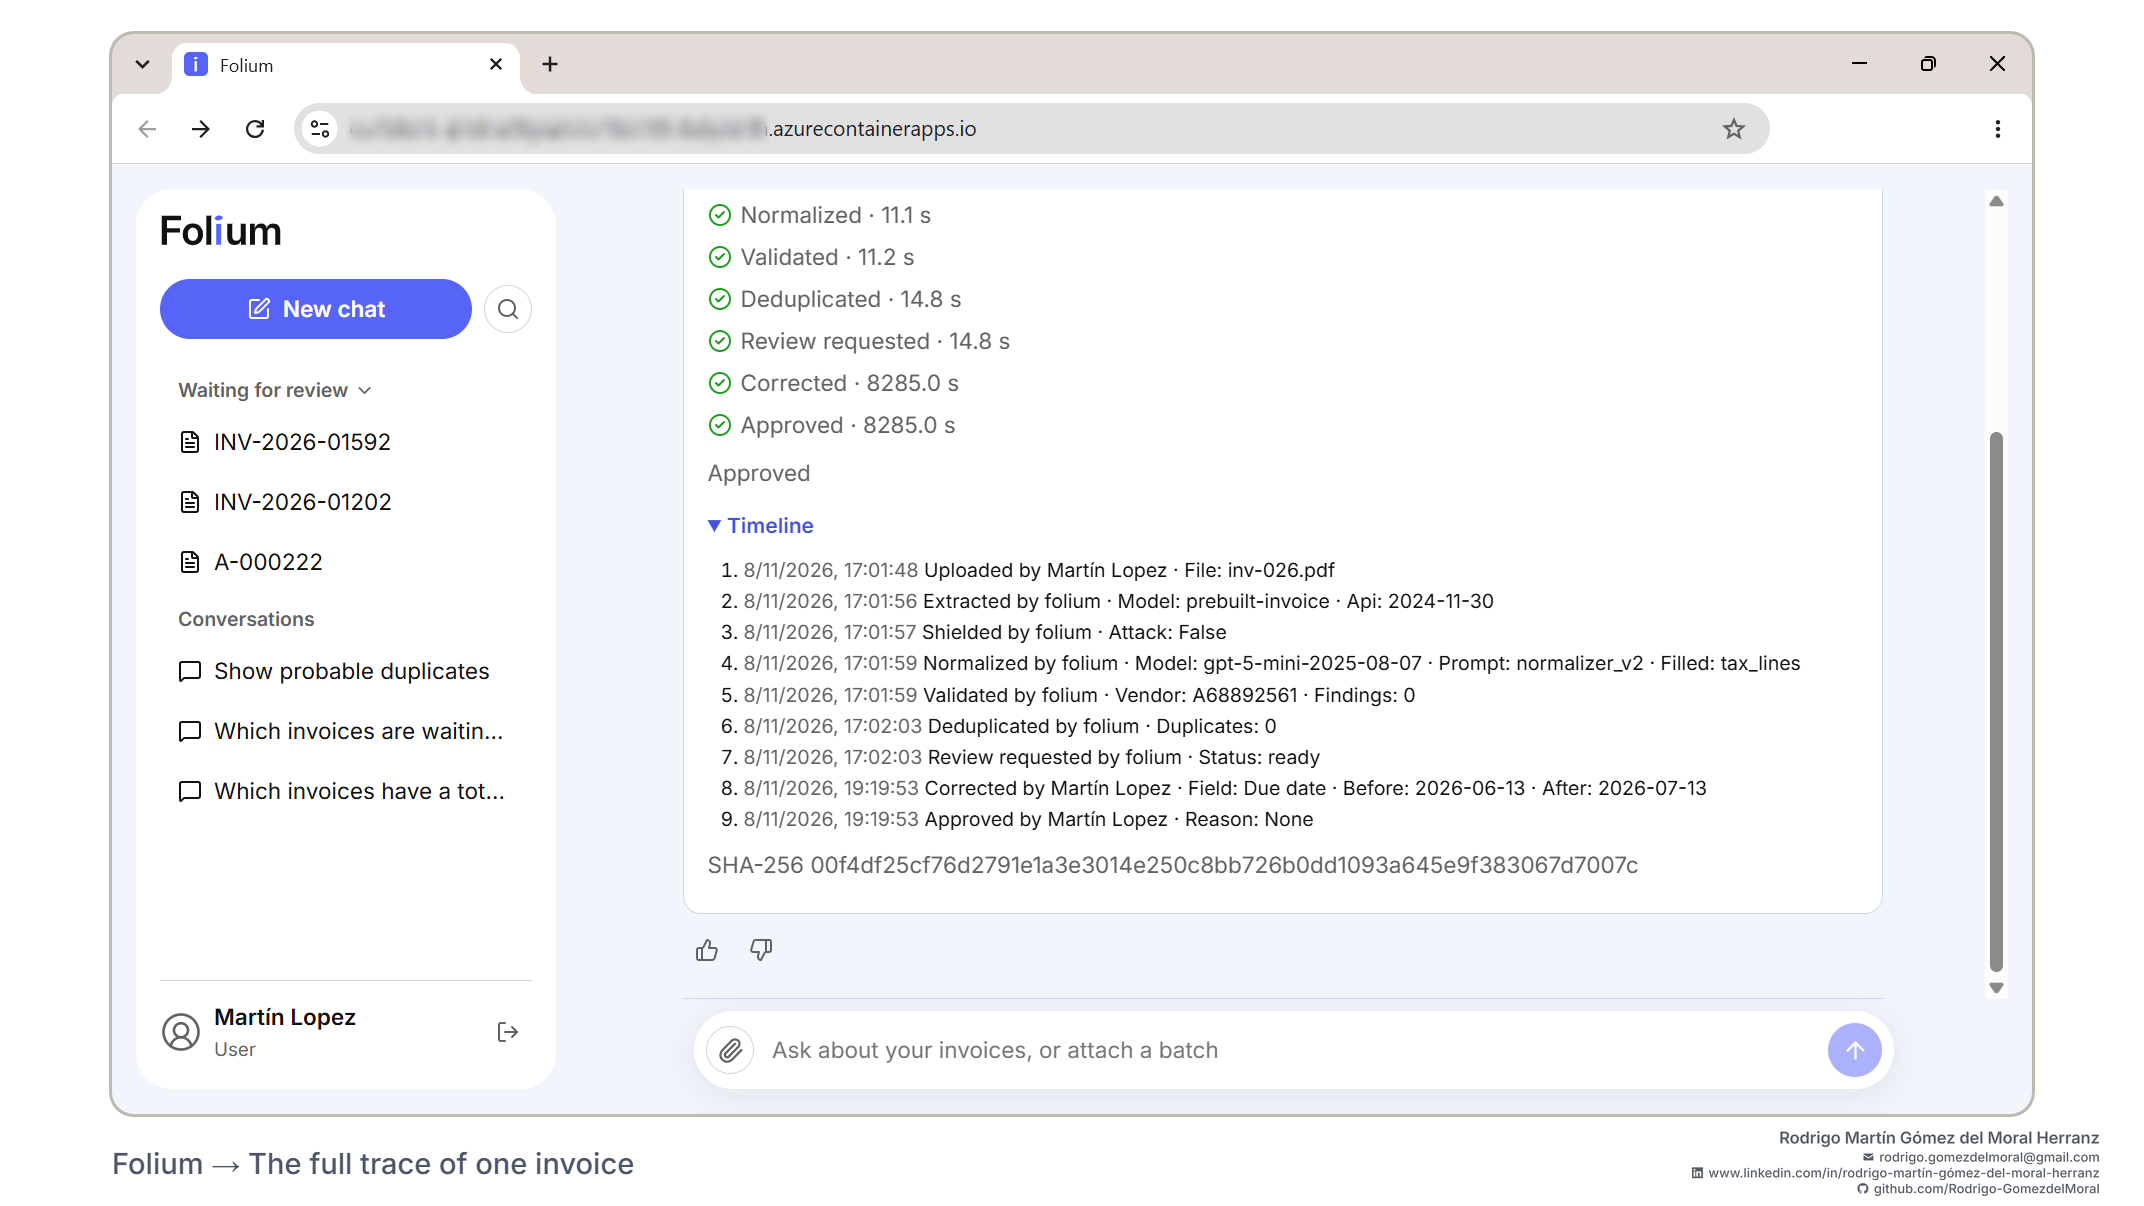 Folium
.azurecontainerapps.io
Folium
New chat
Waiting for review
INV-2026-01592
INV-2026-01202
A-000222
Conversations
Show probable duplicates
Which invoices are waitin...
Which invoices have a tot...
Martín Lopez
User
Normalized · 11.1 s
Validated · 11.2 s
Deduplicated · 14.8 s
Review requested · 14.8 s
Corrected · 8285.0 s
Approved · 8285.0 s
Approved
Timeline
1. 8/11/2026, 17:01:48 Uploaded by Martín Lopez · File: inv-026.pdf
2. 8/11/2026, 17:01:56 Extracted by folium · Model: prebuilt-invoice · Api: 2024-11-30
3. 8/11/2026, 17:01:57 Shielded by folium · Attack: False
4. 8/11/2026, 17:01:59 Normalized by folium · Model: gpt-5-mini-2025-08-07 · Prompt: normalizer_v2 · Filled: tax_lines
5. 8/11/2026, 17:01:59 Validated by folium · Vendor: A68892561 · Findings: 0
6. 8/11/2026, 17:02:03 Deduplicated by folium · Duplicates: 0
7. 8/11/2026, 17:02:03 Review requested by folium · Status: ready
8. 8/11/2026, 19:19:53 Corrected by Martín Lopez · Field: Due date · Before: 2026-06-13 · After: 2026-07-13
9. 8/11/2026, 19:19:53 Approved by Martín Lopez · Reason: None
SHA-256 00f4df25cf76d2791e1a3e3014e250c8bb726b0dd1093a645e9f383067d7007c
Ask about your invoices, or attach a batch
Folium → The full trace of one invoice
Rodrigo Martín Gómez del Moral Herranz
rodrigo.gomezdelmoral@gmail.com
www.linkedin.com/in/rodrigo-martín-gómez-del-moral-herranz
github.com/Rodrigo-GomezdelMoral